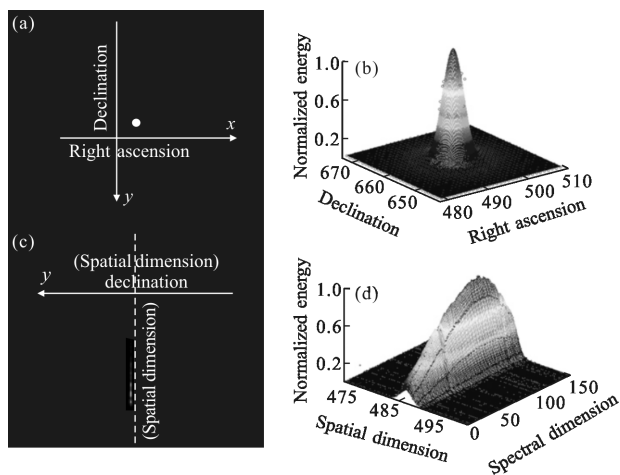 (a)
Declination
x
Right ascension
y
(b)
Normalized energy
1.0
0.6
0.2
670
660
650
Declination
480
490
500
510
Right ascension
(c)
(Spatial dimension)
declination
y
(Spatial dimension)
(d)
Normalized energy
1.0
0.6
0.2
475
485
495
Spatial dimension
0
50
100
150
Spectral dimension